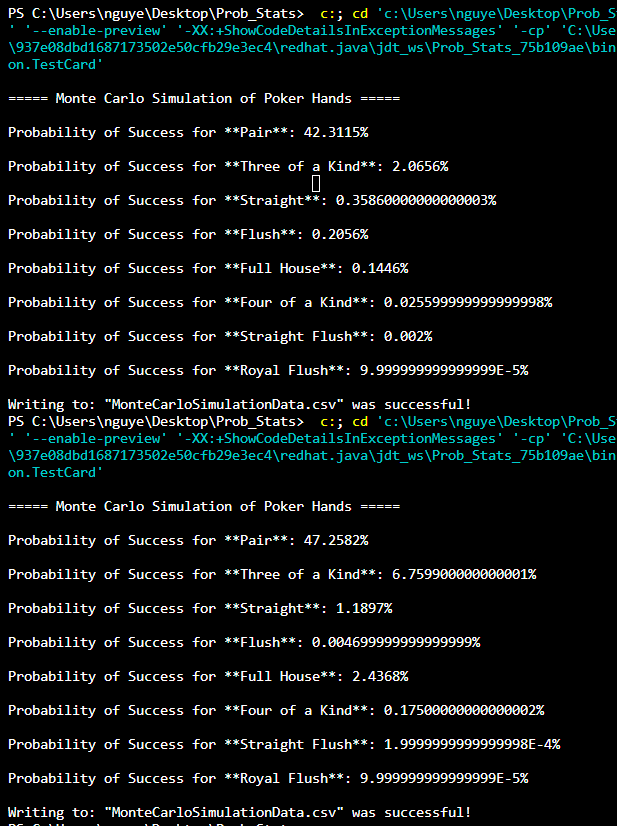 PS C:\Users\nguye\Desktop\Prob_Stats>  c:; cd 'c:\Users\nguye\Desktop\Prob_S
' '--enable-preview' '-XX:+ShowCodeDetailsInExceptionMessages' '-cp' 'C:\Use
\937e08dbd1687173502e50cfb29e3ec4\redhat.java\jdt_ws\Prob_Stats_75b109ae\bin
on.TestCard'
===== Monte Carlo Simulation of Poker Hands =====
Probability of Success for **Pair**: 42.3115%
Probability of Success for **Three of a Kind**: 2.0656%
Probability of Success for **Straight**: 0.35860000000000003%
Probability of Success for **Flush**: 0.2056%
Probability of Success for **Full House**: 0.1446%
Probability of Success for **Four of a Kind**: 0.025599999999999998%
Probability of Success for **Straight Flush**: 0.002%
Probability of Success for **Royal Flush**: 9.999999999999999E-5%
Writing to: "MonteCarloSimulationData.csv" was successful!
PS C:\Users\nguye\Desktop\Prob_Stats>  c:; cd 'c:\Users\nguye\Desktop\Prob_S
' '--enable-preview' '-XX:+ShowCodeDetailsInExceptionMessages' '-cp' 'C:\Use
\937e08dbd1687173502e50cfb29e3ec4\redhat.java\jdt_ws\Prob_Stats_75b109ae\bin
on.TestCard'
===== Monte Carlo Simulation of Poker Hands =====
Probability of Success for **Pair**: 47.2582%
Probability of Success for **Three of a Kind**: 6.759900000000001%
Probability of Success for **Straight**: 1.1897%
Probability of Success for **Flush**: 0.004699999999999999%
Probability of Success for **Full House**: 2.4368%
Probability of Success for **Four of a Kind**: 0.17500000000000002%
Probability of Success for **Straight Flush**: 1.9999999999999998E-4%
Probability of Success for **Royal Flush**: 9.999999999999999E-5%
Writing to: "MonteCarloSimulationData.csv" was successful!